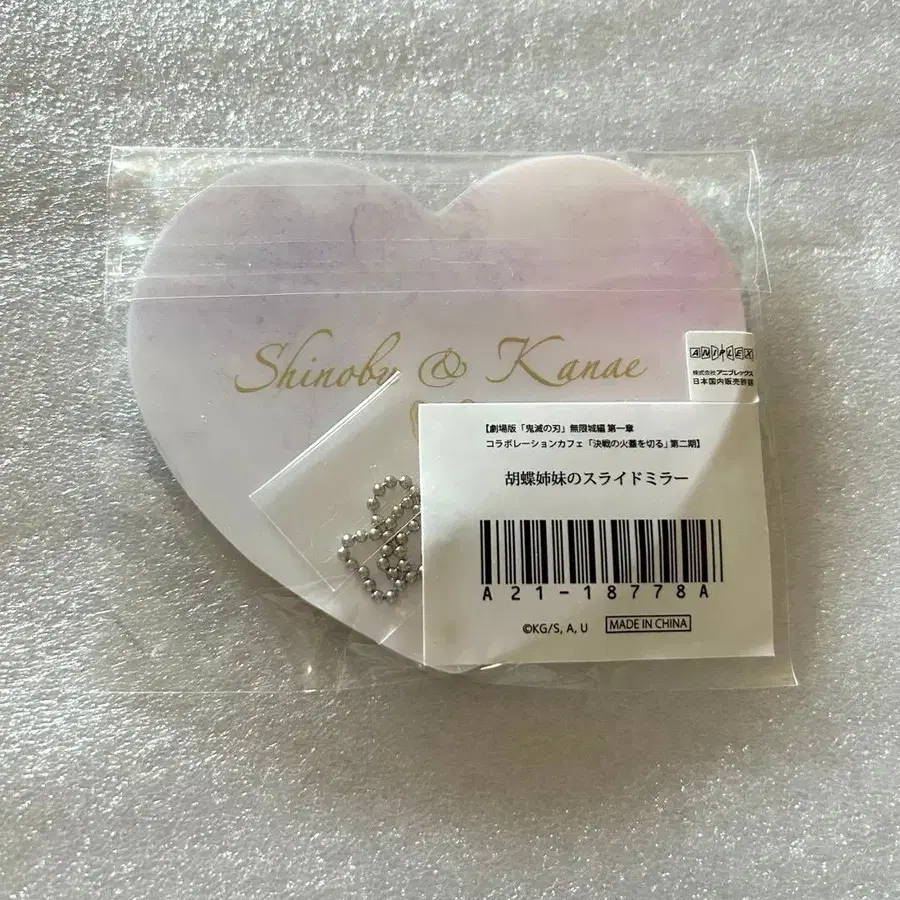 Shinobu & Kanae
ANIPLEX
株式会社アニプレックス
日本国内販売許諾
【劇場版「鬼滅の刃」無限城編 第一章
コラボレーションカフェ「決戦の火蓋を切る」第二期】
胡蝶姉妹のスライドミラー
A21-18778A
©KG/S, A, U
MADE IN CHINA